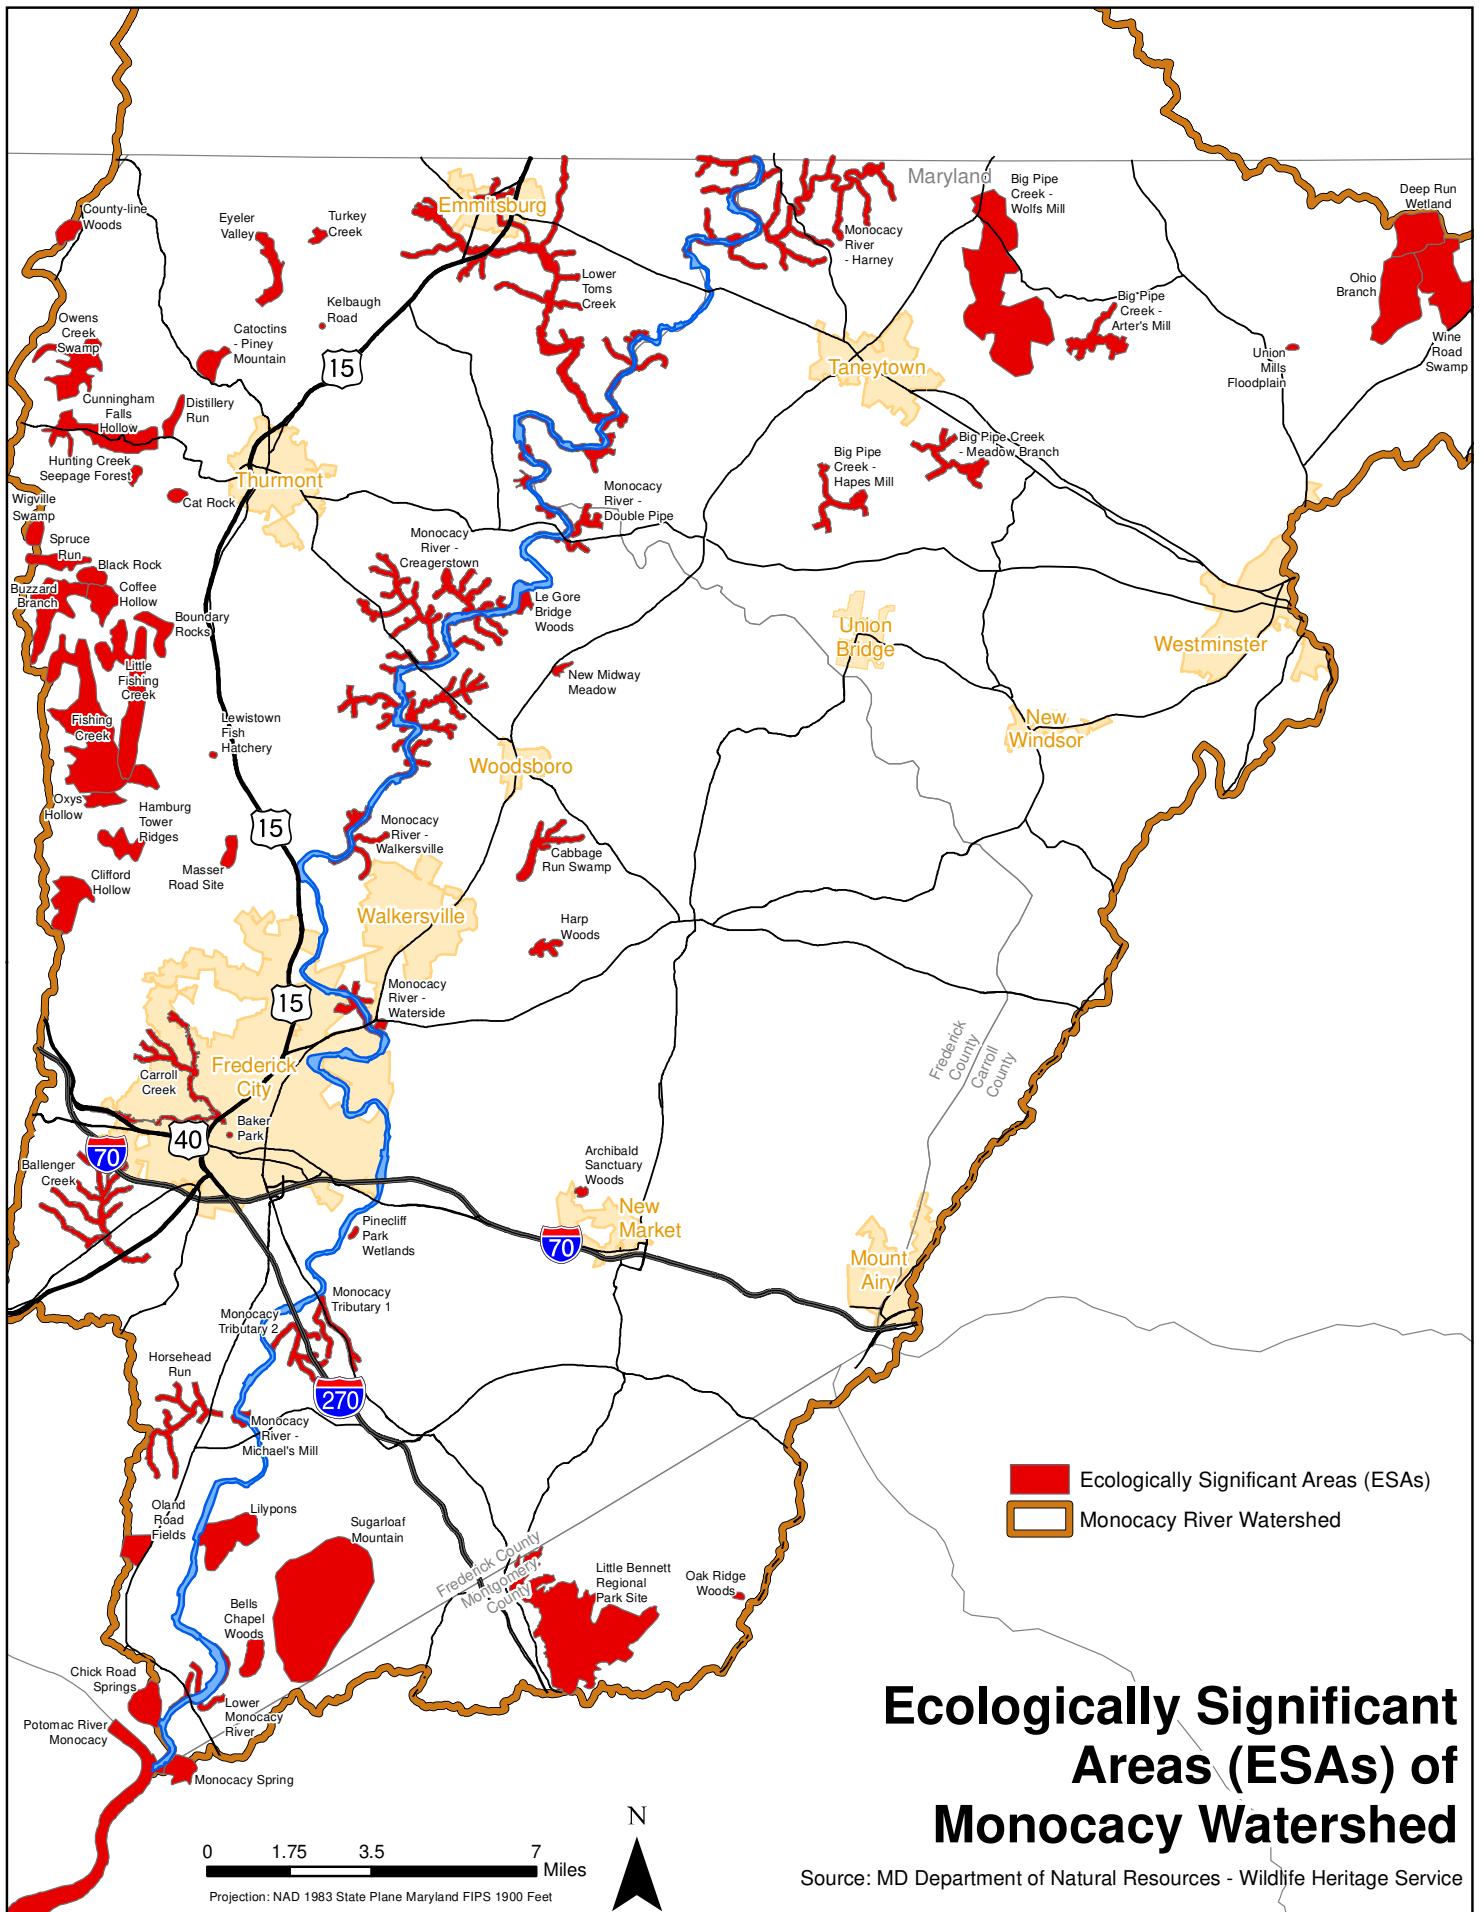 Maryland
County-line
Woods
Eyeler
Valley
Turkey
Creek
Emmitsburg
Monocacy
River
- Harney
Big Pipe
Creek -
Wolfs Mill
Deep Run
Wetland
Ohio
Branch
Wine
Road
Swamp
Lower
Toms
Creek
Kelbaugh
Road
Owens
Creek
Swamp
Catoctins
- Piney
Mountain
15
Big Pipe
Creek -
Arter's Mill
Union
Mills
Floodplain
Taneytown
Cunningham
Falls
Hollow
Distillery
Run
Hunting Creek
Seepage Forest
Cat Rock
Thurmont
Big Pipe Creek
- Meadow Branch
Big Pipe
Creek -
Hapes Mill
Monocacy
River -
Double Pipe
Wigville
Swamp
Spruce
Run
Black Rock
Buzzard
Branch
Coffee
Hollow
Boundary
Rocks
Monocacy
River -
Creagerstown
Le Gore
Bridge
Woods
Union
Bridge
Westminster
Little
Fishing
Creek
New Midway
Meadow
Fishing
Creek
Lewistown
Fish
Hatchery
New
Windsor
Woodsboro
Oxys
Hollow
Hamburg
Tower
Ridges
15
Monocacy
River -
Walkersville
Masser
Road Site
Clifford
Hollow
Cabbage
Run Swamp
Walkersville
Harp
Woods
Monocacy
River -
Waterside
15
Frederick
City
Carroll
Creek
Baker
Park
40
70
Ballenger
Creek
Frederick
County
Carroll
County
Archibald
Sanctuary
Woods
New
Market
70
Pinecliff
Park
Wetlands
Mount
Airy
Monocacy
Tributary 1
Monocacy
Tributary 2
Horsehead
Run
270
Monocacy
River -
Michael's Mill
Oland
Road
Fields
Lilypons
Sugarloaf
Mountain
Frederick County
Montgomery
County
Little Bennett
Regional
Park Site
Oak Ridge
Woods
Bells
Chapel
Woods
Chick Road
Springs
Lower
Monocacy
River
Potomac River
Monocacy
Monocacy Spring
Ecologically Significant Areas (ESAs)
Monocacy River Watershed
Ecologically Significant
Areas (ESAs) of
Monocacy Watershed
Source: MD Department of Natural Resources - Wildlife Heritage Service
N
0 1.75 3.5 7
Miles
Projection: NAD 1983 State Plane Maryland FIPS 1900 Feet